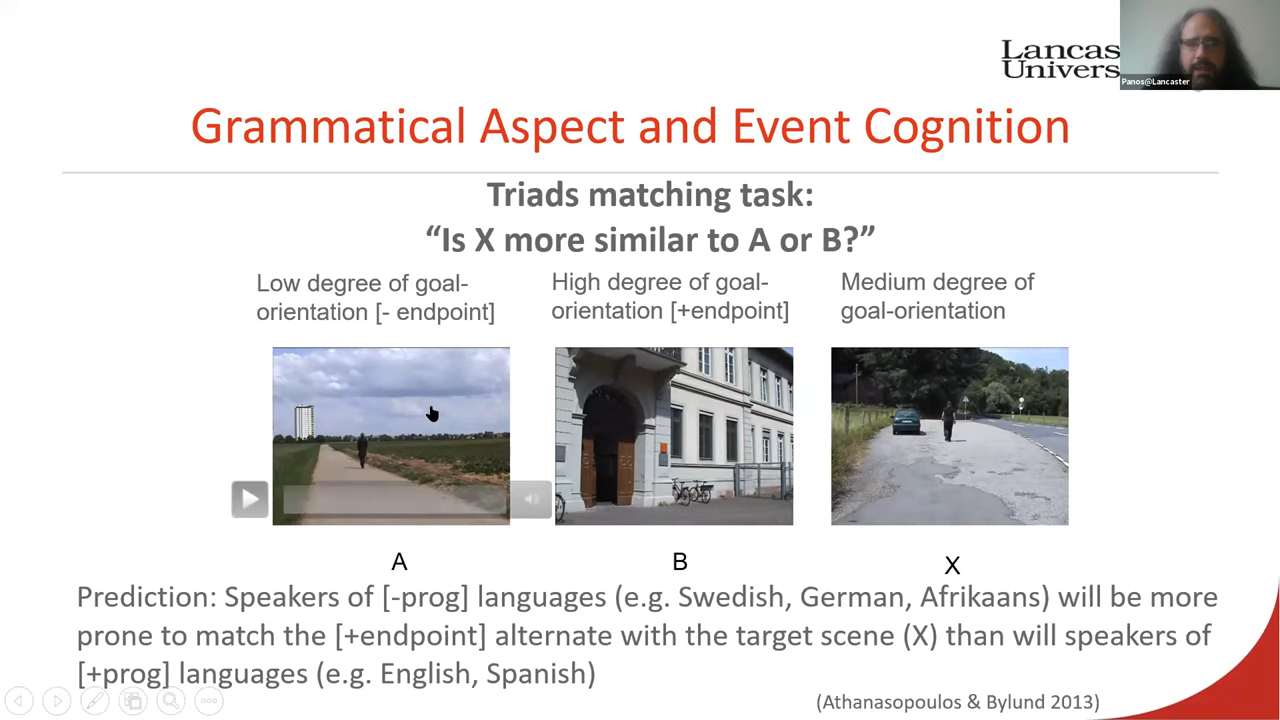 Lancas
Univers
Panos@Lancaster
Grammatical Aspect and Event Cognition
Triads matching task:
“Is X more similar to A or B?”
Low degree of goal-
orientation [- endpoint]
High degree of goal-
orientation [+endpoint]
Medium degree of
goal-orientation
A
B
X
Prediction: Speakers of [-prog] languages (e.g. Swedish, German, Afrikaans) will be more
prone to match the [+endpoint] alternate with the target scene (X) than will speakers of
[+prog] languages (e.g. English, Spanish)
(Athanasopoulos & Bylund 2013)